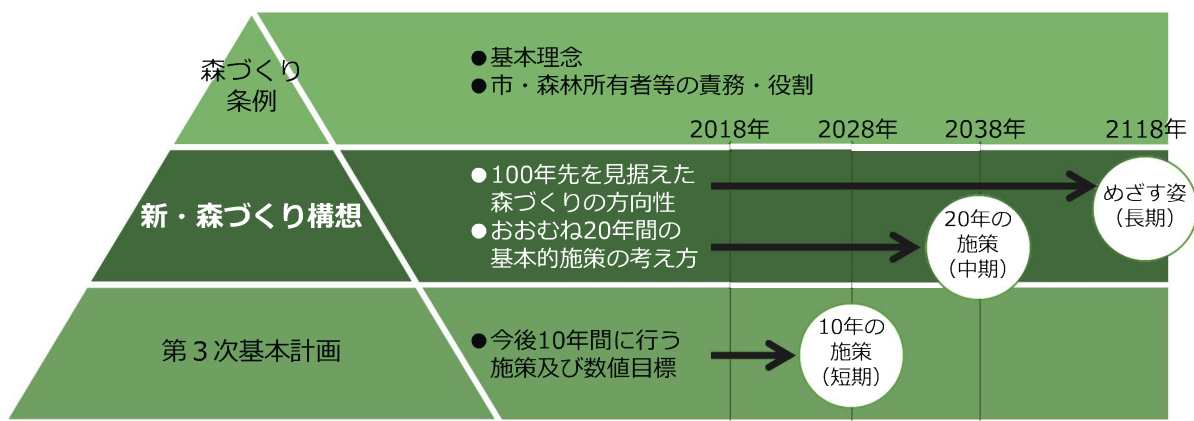 森づくり
条例
●基本理念
●市・森林所有者等の責務・役割
2018年 2028年 2038年 2118年
新・森づくり構想
●100年先を見据えた
森づくりの方向性
●おおむね20年間の
基本的施策の考え方
めざす姿
（長期）
20年の
施策
（中期）
第３次基本計画
●今後10年間に行う
施策及び数値目標
10年の
施策
（短期）